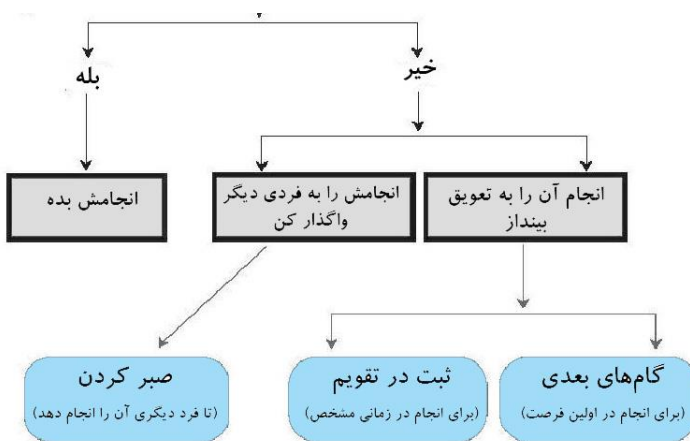 خیر
بله
انجام آن را به تعویق
بینداز
انجامش را به فردی دیگر
واگذار کن
انجامش بده
گام‌های بعدی
(برای انجام در اولین فرصت)
ثبت در تقویم
(برای انجام در زمانی مشخص)
صبر کردن
(تا فرد دیگری آن را انجام دهد)